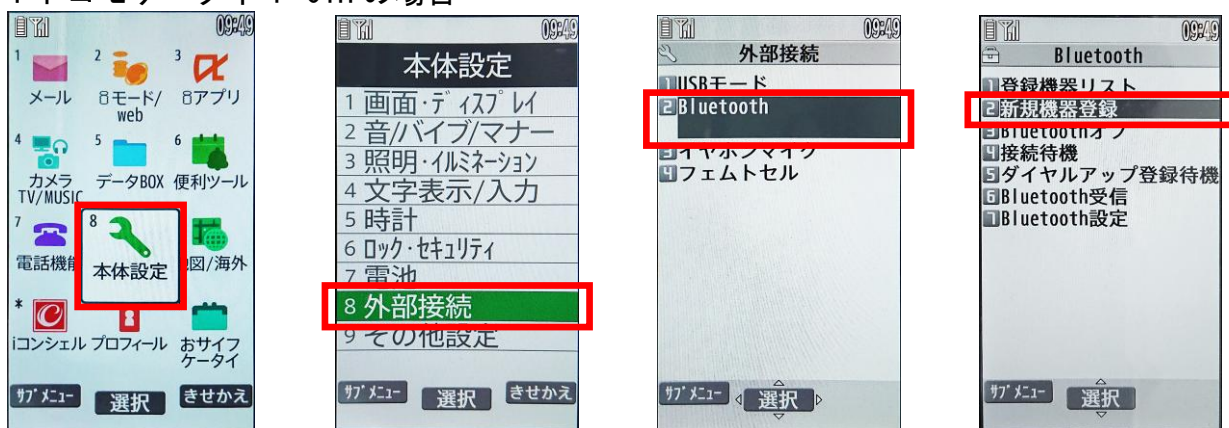 09:49
1 2 3
メール iモード/ iアプリ
web
4 5 6
カメラ データBOX 便利ツール
TV/MUSIC
7 8
電話機能 本体設定 図/海外
*
iコンシェル プロフィール おサイフ
ケータイ
ｻﾌﾞﾒﾆｭｰ 選択 きせかえ
09:49
本体設定
1 画面･ﾃﾞｨｽﾌﾟﾚｲ
2 音/バイブ/マナー
3 照明･ｲﾙﾐﾈｰｼｮﾝ
4 文字表示/入力
5 時計
6 ﾛｯｸ･ｾｷｭﾘﾃｨ
7 電池
8 外部接続
9 その他設定
ｻﾌﾞﾒﾆｭｰ 選択 きせかえ
09:49
外部接続
1 USBモード
2 Bluetooth
3 イヤホンマイク
4 フェムトセル
ｻﾌﾞﾒﾆｭｰ 選択
09:49
Bluetooth
1 登録機器リスト
2 新規機器登録
3 Bluetoothオフ
4 接続待機
5 ダイヤルアップ登録待機
6 Bluetooth受信
7 Bluetooth設定
ｻﾌﾞﾒﾆｭｰ 選択